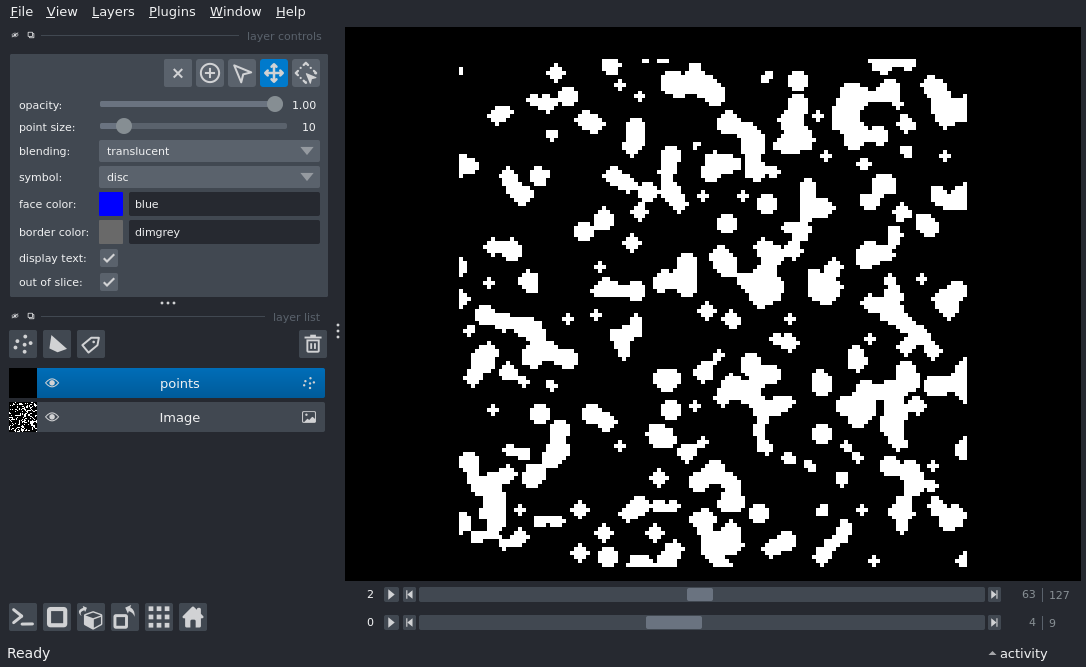 File View Layers Plugins Window Help
layer controls
opacity: 1.00
point size: 10
blending: translucent
symbol: disc
face color: blue
border color: dimgrey
display text:
out of slice:
layer list
points
Image
2 63 127
0 4 9
Ready activity